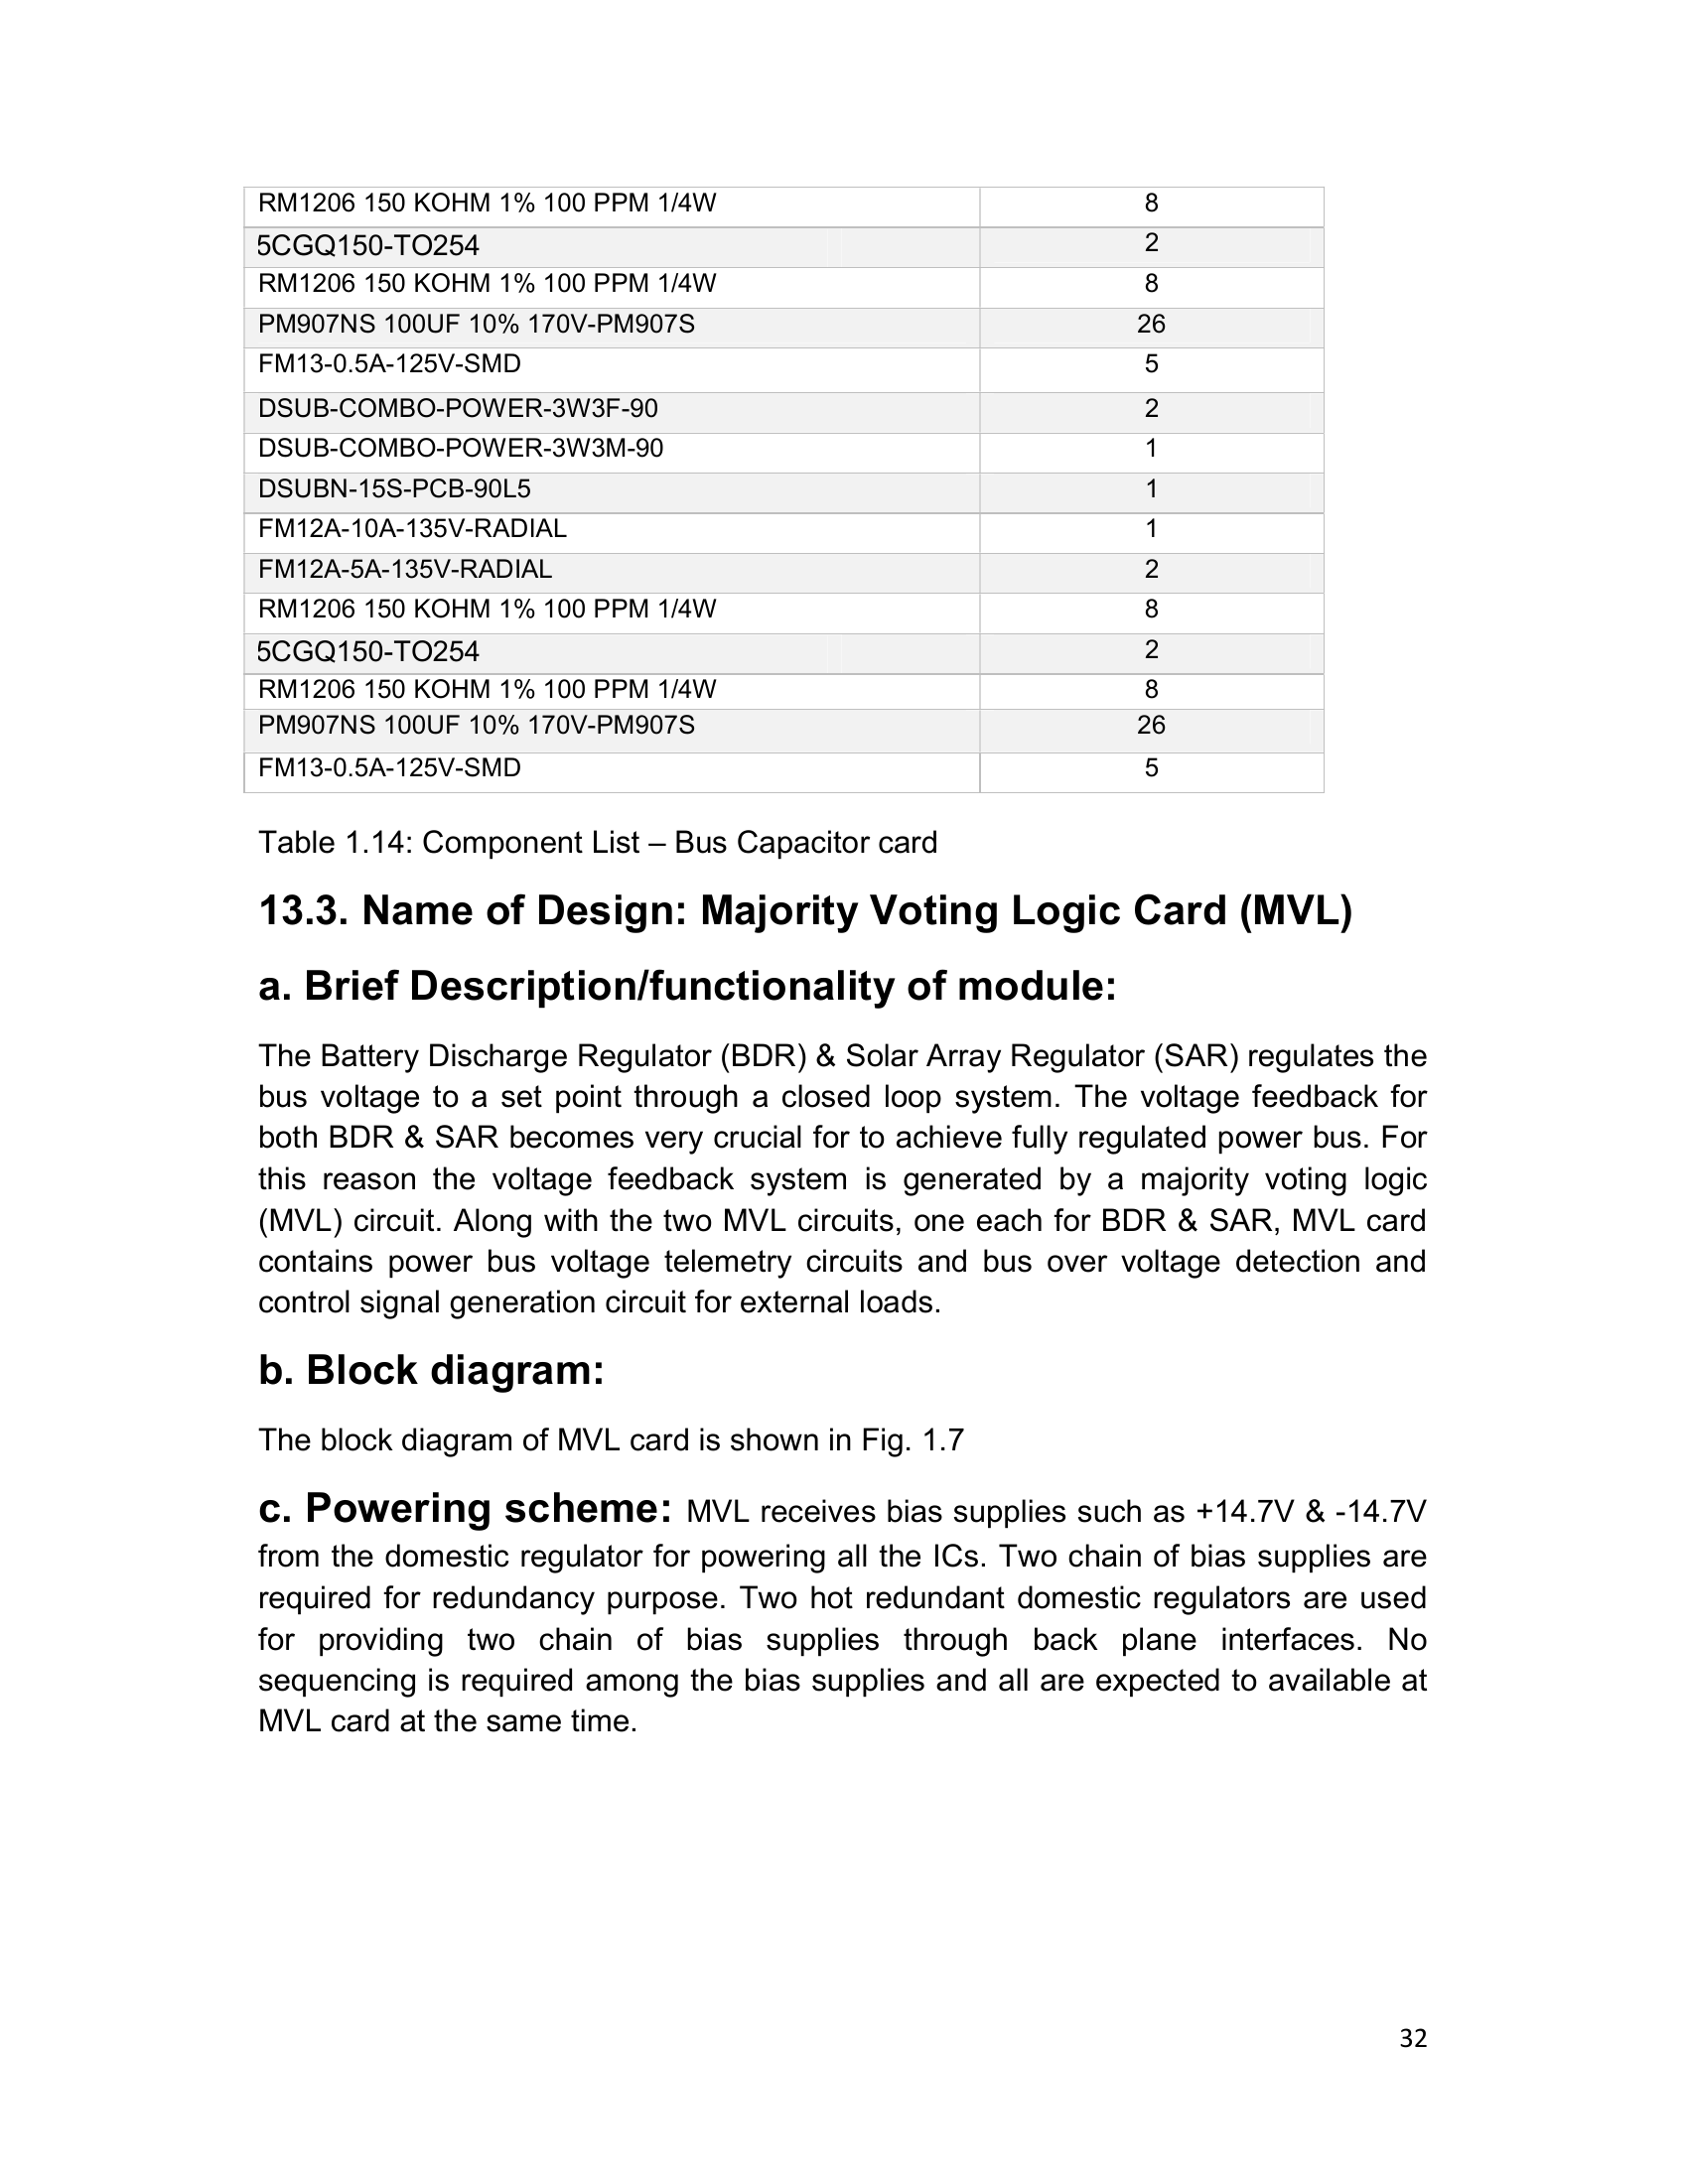 RM1206 150 KOHM 1% 100 PPM 1/4W 8
5CGQ150-TO254 2
RM1206 150 KOHM 1% 100 PPM 1/4W 8
PM907NS 100UF 10% 170V-PM907S 26
FM13-0.5A-125V-SMD 5
DSUB-COMBO-POWER-3W3F-90 2
DSUB-COMBO-POWER-3W3M-90 1
DSUBN-15S-PCB-90L5 1
FM12A-10A-135V-RADIAL 1
FM12A-5A-135V-RADIAL 2
RM1206 150 KOHM 1% 100 PPM 1/4W 8
5CGQ150-TO254 2
RM1206 150 KOHM 1% 100 PPM 1/4W 8
PM907NS 100UF 10% 170V-PM907S 26
FM13-0.5A-125V-SMD 5
Table 1.14: Component List – Bus Capacitor card
13.3. Name of Design: Majority Voting Logic Card (MVL)
a. Brief Description/functionality of module:
The Battery Discharge Regulator (BDR) & Solar Array Regulator (SAR) regulates the
bus voltage to a set point through a closed loop system. The voltage feedback for
both BDR & SAR becomes very crucial for to achieve fully regulated power bus. For
this reason the voltage feedback system is generated by a majority voting logic
(MVL) circuit. Along with the two MVL circuits, one each for BDR & SAR, MVL card
contains power bus voltage telemetry circuits and bus over voltage detection and
control signal generation circuit for external loads.
b. Block diagram:
The block diagram of MVL card is shown in Fig. 1.7
c. Powering scheme: MVL receives bias supplies such as +14.7V & -14.7V
from the domestic regulator for powering all the ICs. Two chain of bias supplies are
required for redundancy purpose. Two hot redundant domestic regulators are used
for providing two chain of bias supplies through back plane interfaces. No
sequencing is required among the bias supplies and all are expected to available at
MVL card at the same time.
32